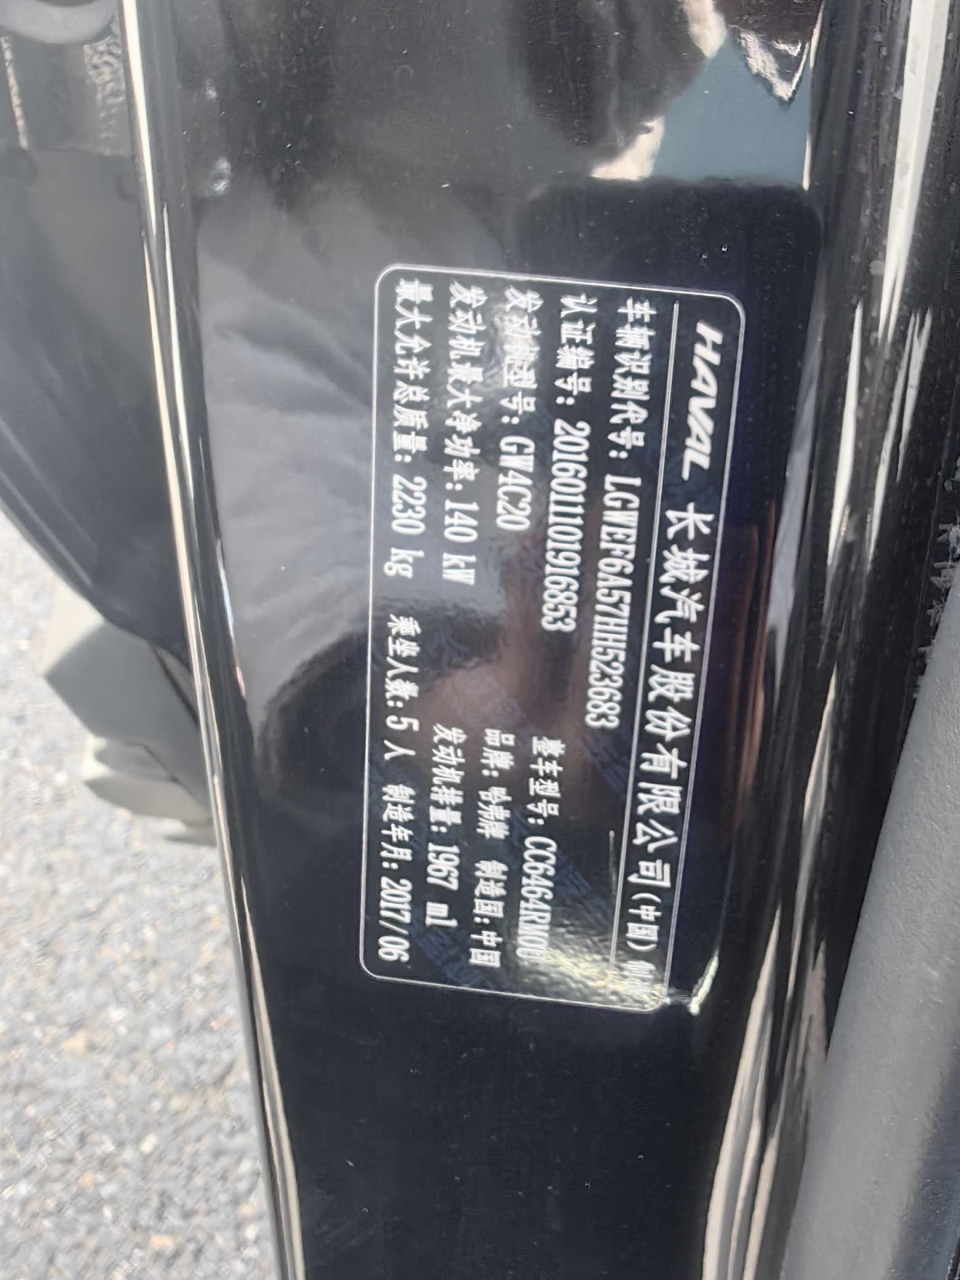 HAVAL 长城汽车股份有限公司(中国)
车辆识别代号: LGWEF6A57HH523683
认证编号: 2016011101916853 整车型号: CC6464RM0U
发动机型号: GW4C20 品牌: 哈弗牌 制造国: 中国
发动机最大净功率: 140 kW 发动机排量: 1967 ml
最大允许总质量: 2230 kg 乘坐人数: 5 人 制造年月: 2017/06